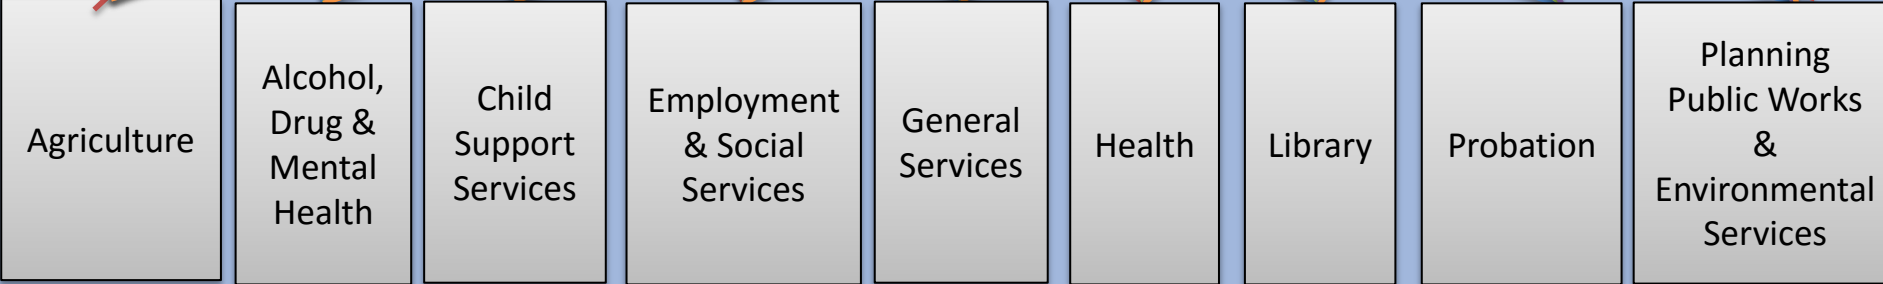 Agriculture
Alcohol,
Drug &
Mental
Health
Child
Support
Services
Employment
& Social
Services
General
Services
Health
Library
Probation
Planning
Public Works
&
Environmental
Services